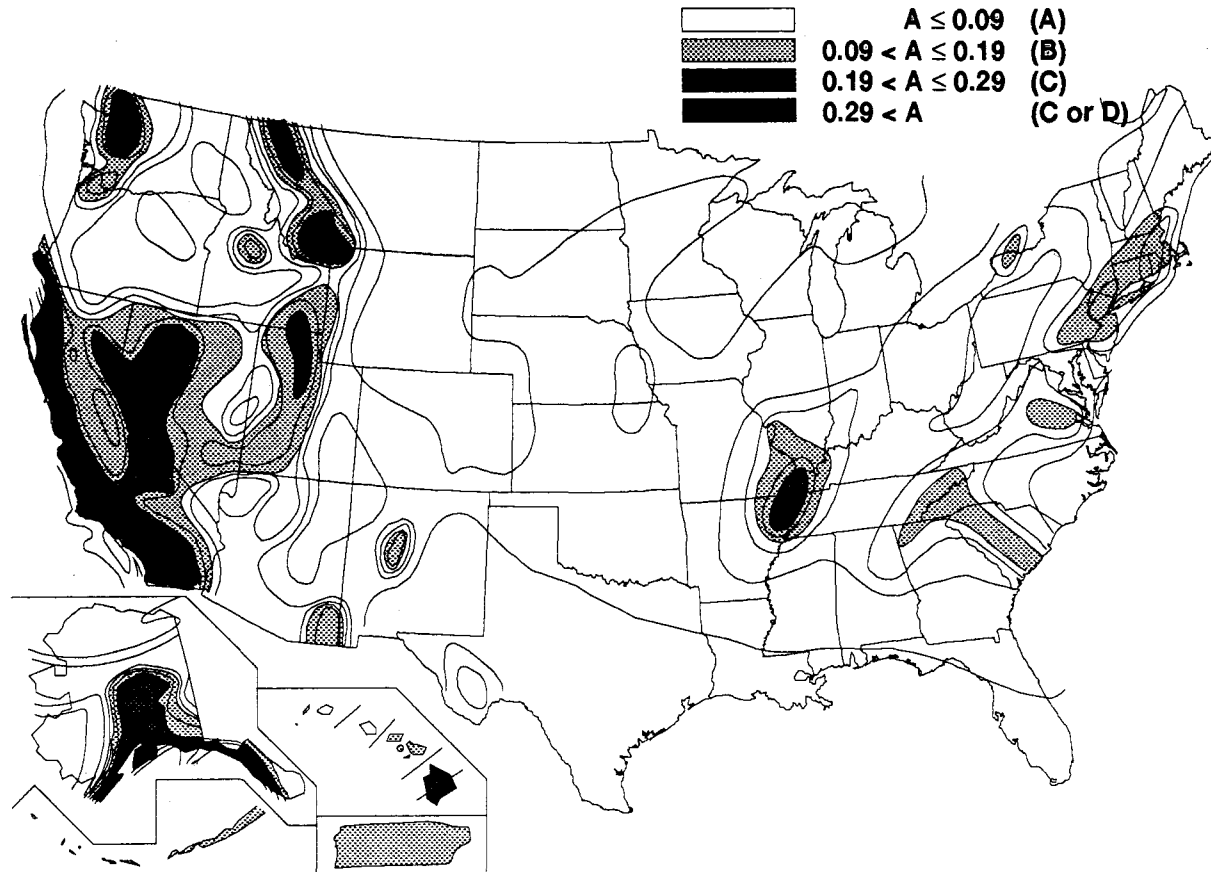 A ≤ 0.09 (A)
0.09 < A ≤ 0.19 (B)
0.19 < A ≤ 0.29 (C)
0.29 < A (C or D)